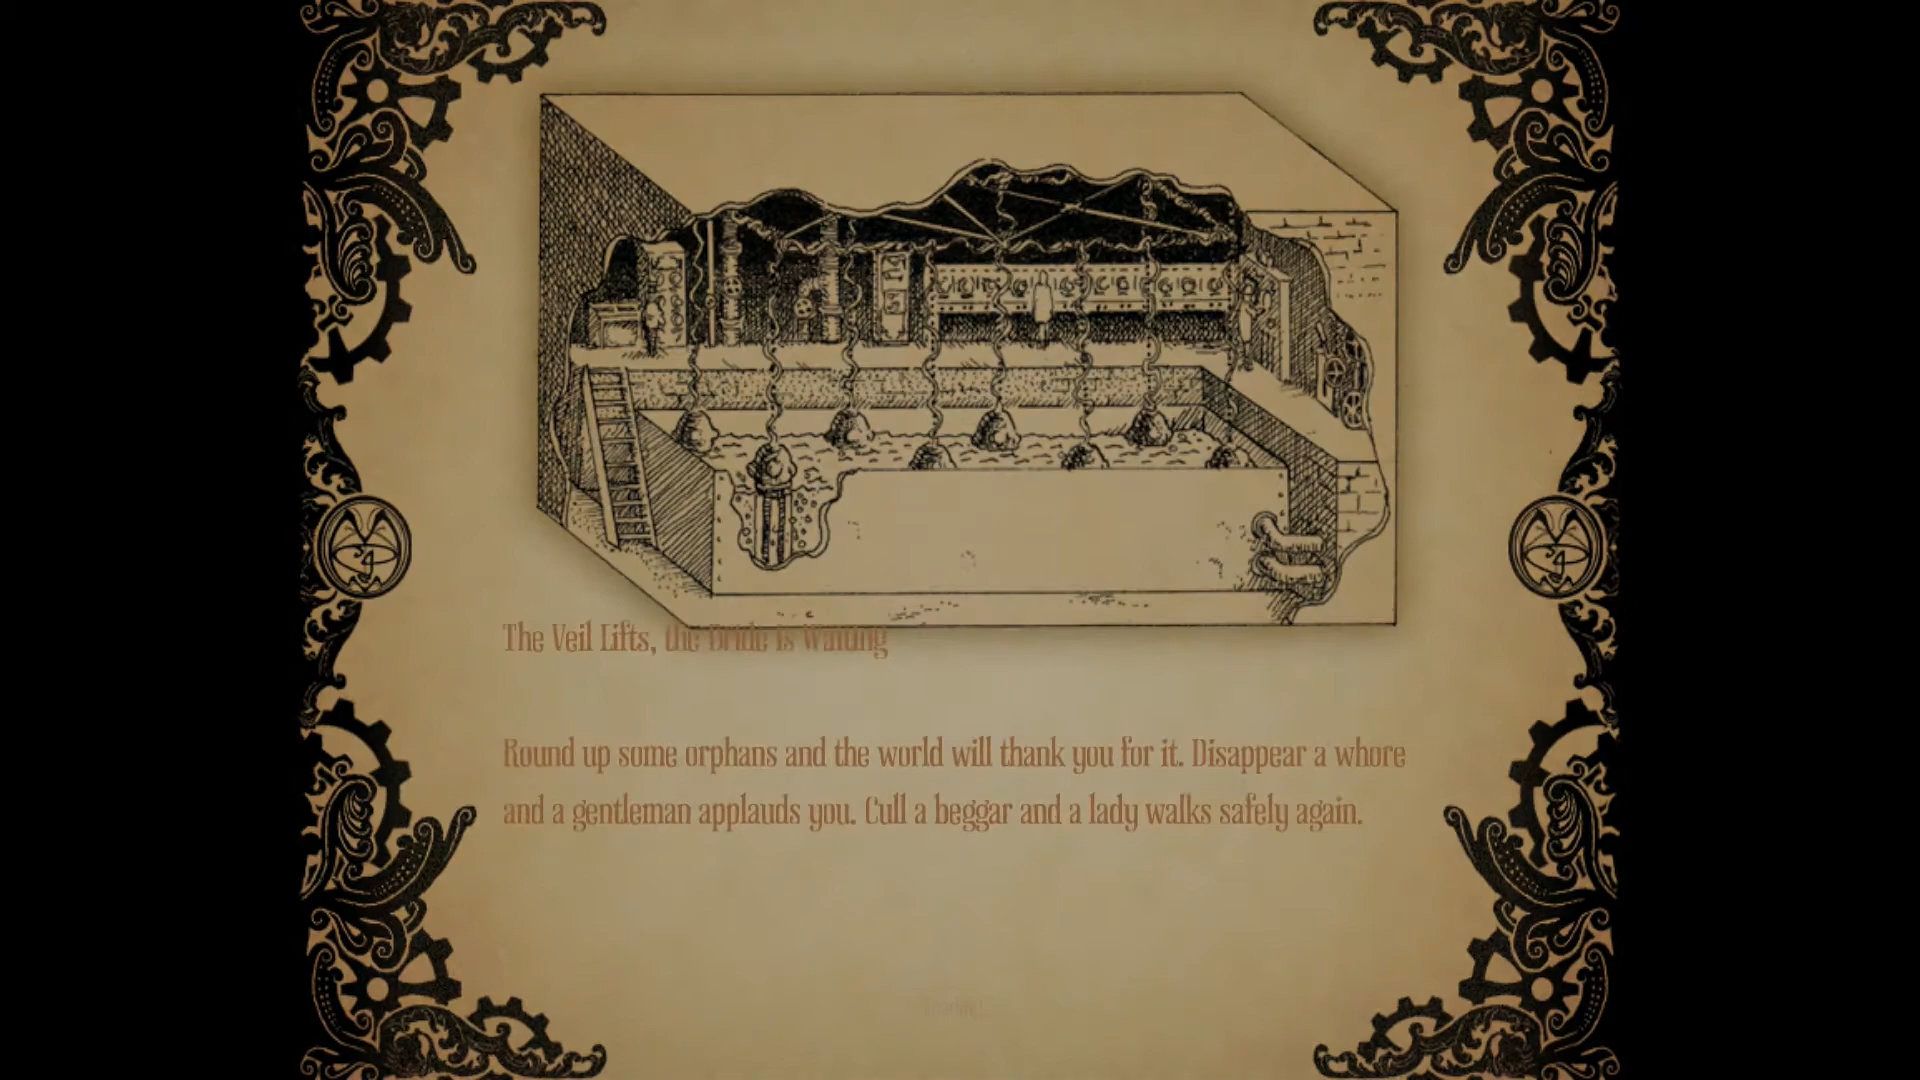 The Veil Lifts, the Bride is Waiting
Round up some orphans and the world will thank you for it. Disappear a whore
and a gentleman applauds you. Cull a beggar and a lady walks safely again.